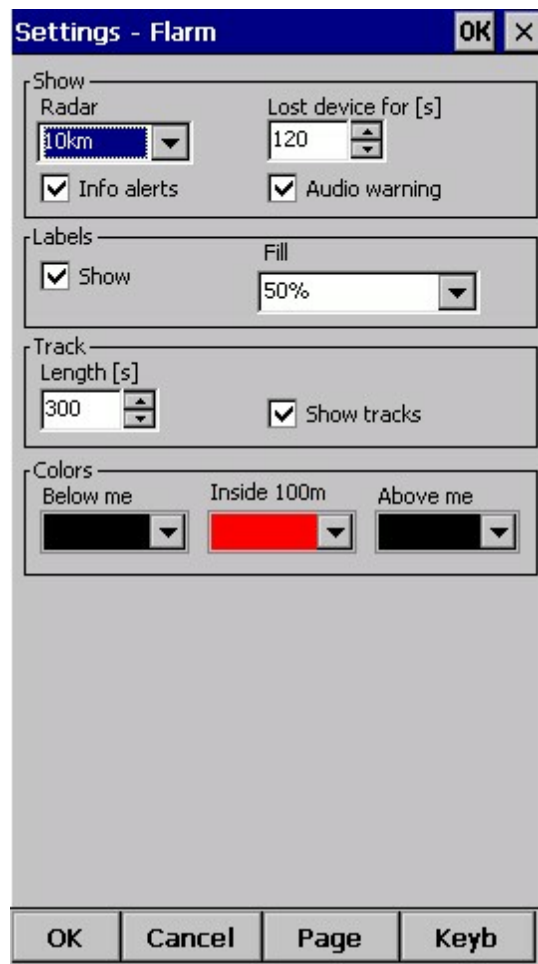 Settings - Flarm OK
Show
Radar Lost device for [s]
10km 120
Info alerts Audio warning
Labels
Fill
Show
50%
Track
Length [s]
300 Show tracks
Colors
Below me Inside 100m Above me
OK Cancel Page Keyb